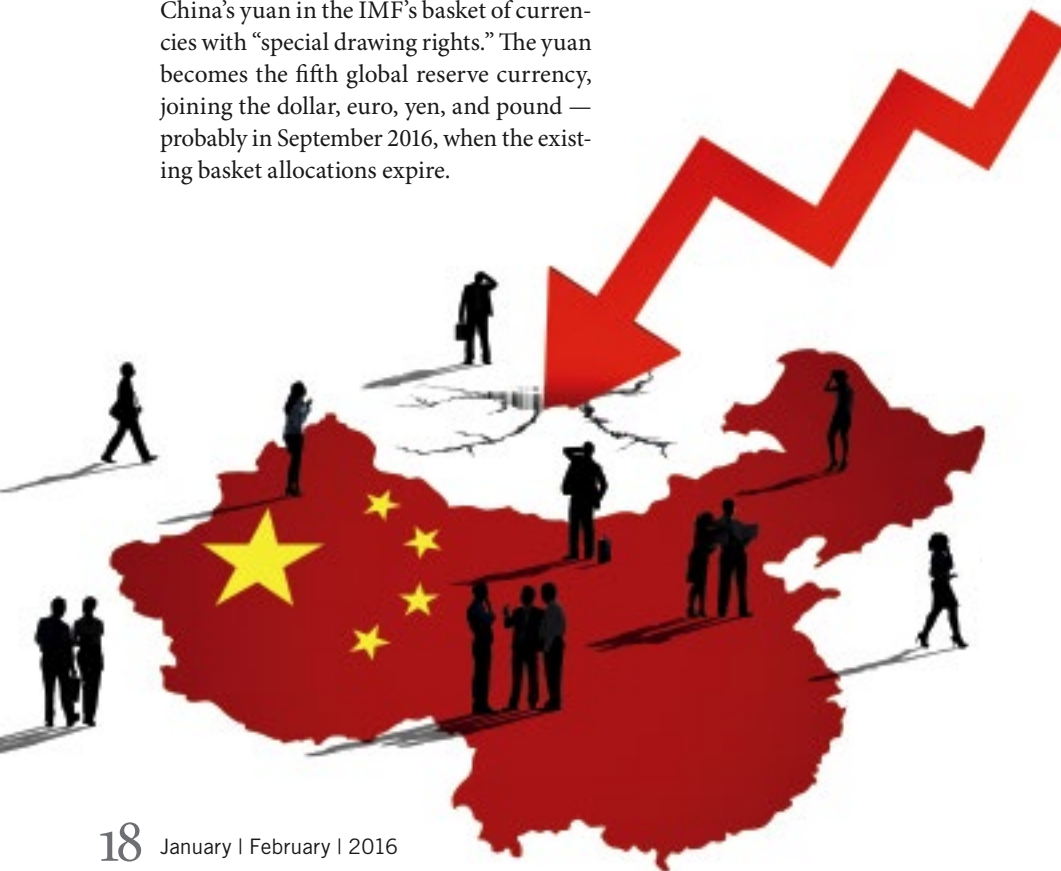 China's yuan in the IMF's basket of curren-
cies with “special drawing rights.” The yuan
becomes the fifth global reserve currency,
joining the dollar, euro, yen, and pound —
probably in September 2016, when the exist-
ing basket allocations expire.
18 January | February | 2016